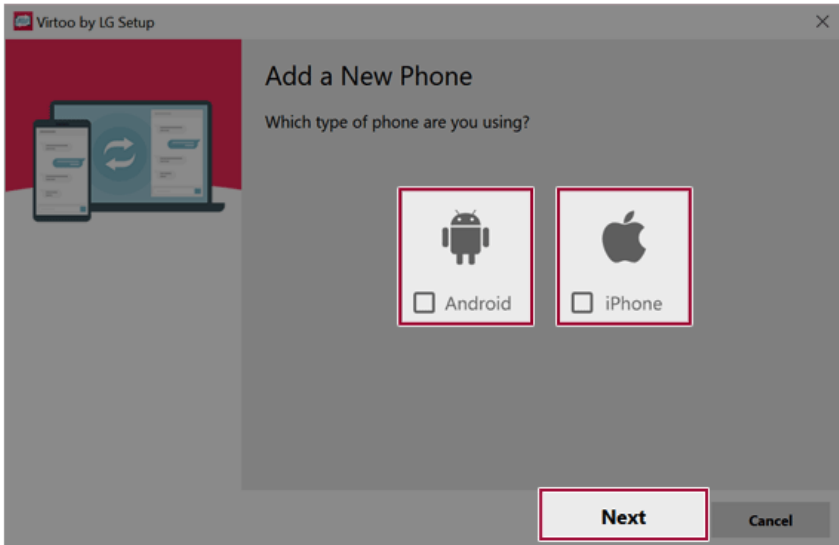 Virtoo by LG Setup
Add a New Phone
Which type of phone are you using?
Android
iPhone
Next
Cancel